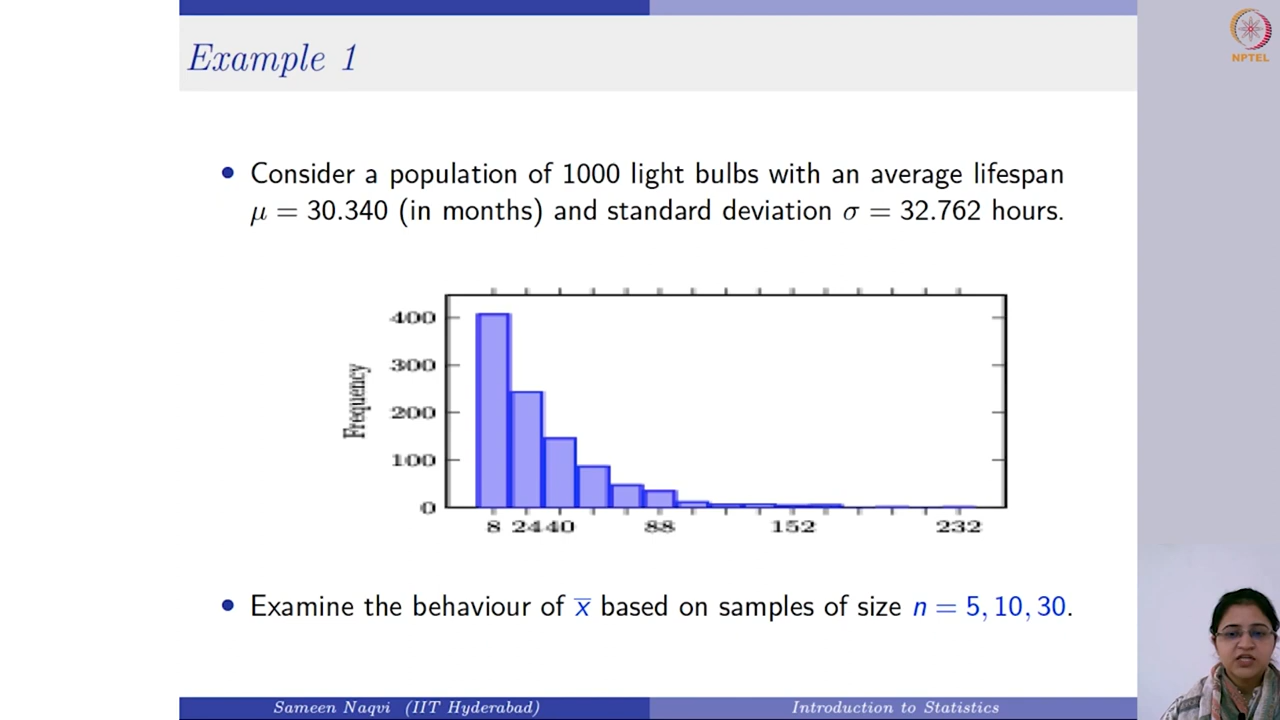 Example 1
NPTEL
• Consider a population of 1000 light bulbs with an average lifespan
μ = 30.340 (in months) and standard deviation σ = 32.762 hours.
Frequency
400
300
200
100
0
8 24 40 88 152 232
• Examine the behaviour of x̅ based on samples of size n = 5, 10, 30.
Sameen Naqvi (IIT Hyderabad) Introduction to Statistics